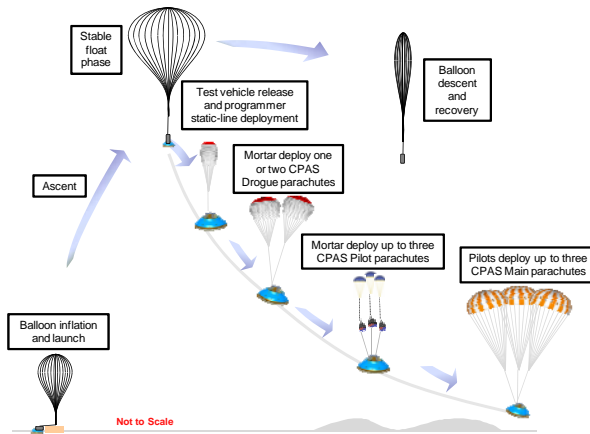 Stable
float
phase
Balloon
descent
and
recovery
Test vehicle release
and programmer
static-line deployment
Mortar deploy one
or two CPAS
Drogue parachutes
Ascent
Mortar deploy up to three
CPAS Pilot parachutes
Pilots deploy up to three
CPAS Main parachutes
Balloon inflation
and launch
Not to Scale